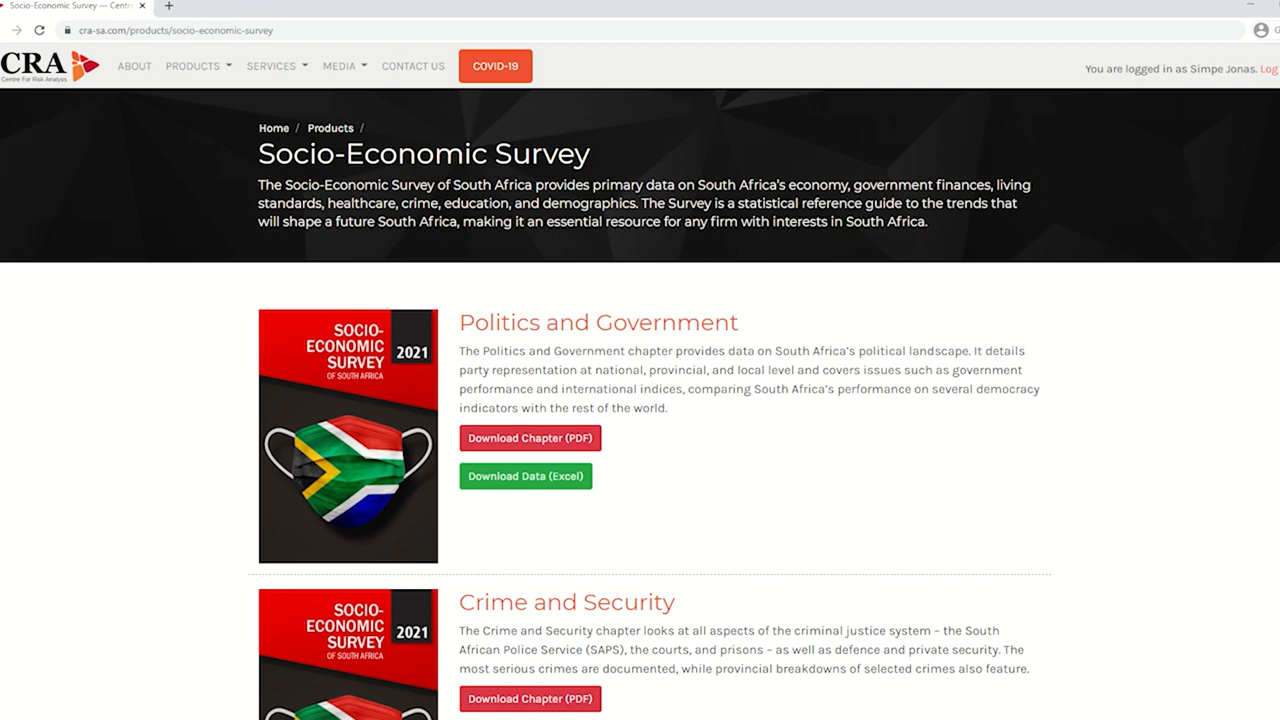 Socio-Economic Survey — Centr
cra-sa.com/products/socio-economic-survey
CRA
Centre For Risk Analysis
ABOUT
PRODUCTS
SERVICES
MEDIA
CONTACT US
COVID-19
You are logged in as Simpe Jonas. Log
Home / Products /
Socio-Economic Survey
The Socio-Economic Survey of South Africa provides primary data on South Africa's economy, government finances, living
standards, healthcare, crime, education, and demographics. The Survey is a statistical reference guide to the trends that
will shape a future South Africa, making it an essential resource for any firm with interests in South Africa.
SOCIO-
ECONOMIC
SURVEY
OF SOUTH AFRICA
2021
Politics and Government
The Politics and Government chapter provides data on South Africa's political landscape. It details
party representation at national, provincial, and local level and covers issues such as government
performance and international indices, comparing South Africa's performance on several democracy
indicators with the rest of the world.
Download Chapter (PDF)
Download Data (Excel)
SOCIO-
ECONOMIC
SURVEY
OF SOUTH AFRICA
2021
Crime and Security
The Crime and Security chapter looks at all aspects of the criminal justice system – the South
African Police Service (SAPS), the courts, and prisons – as well as defence and private security. The
most serious crimes are documented, while provincial breakdowns of selected crimes also feature.
Download Chapter (PDF)